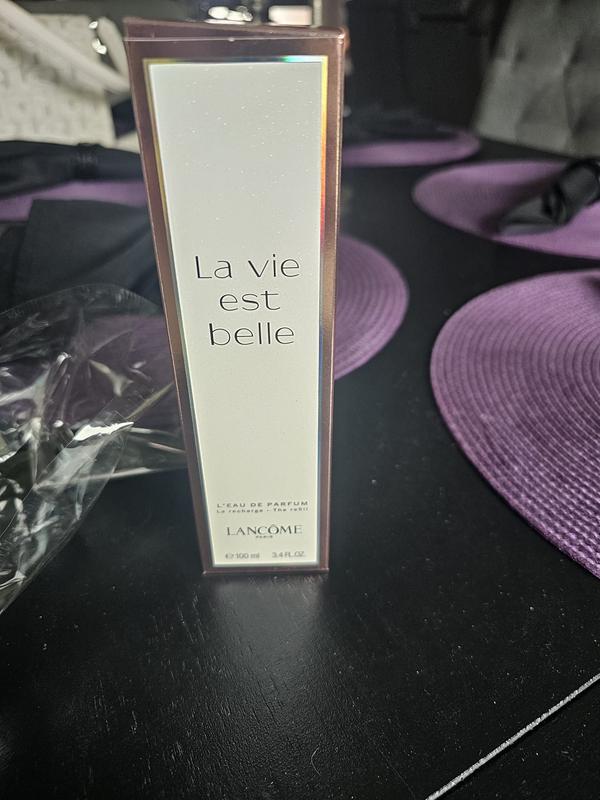 La vie
est
belle
L'EAU DE PARFUM
La recharge - The refill
LANCÔME
PARIS
℮ 100 ml 3.4 FL.OZ.